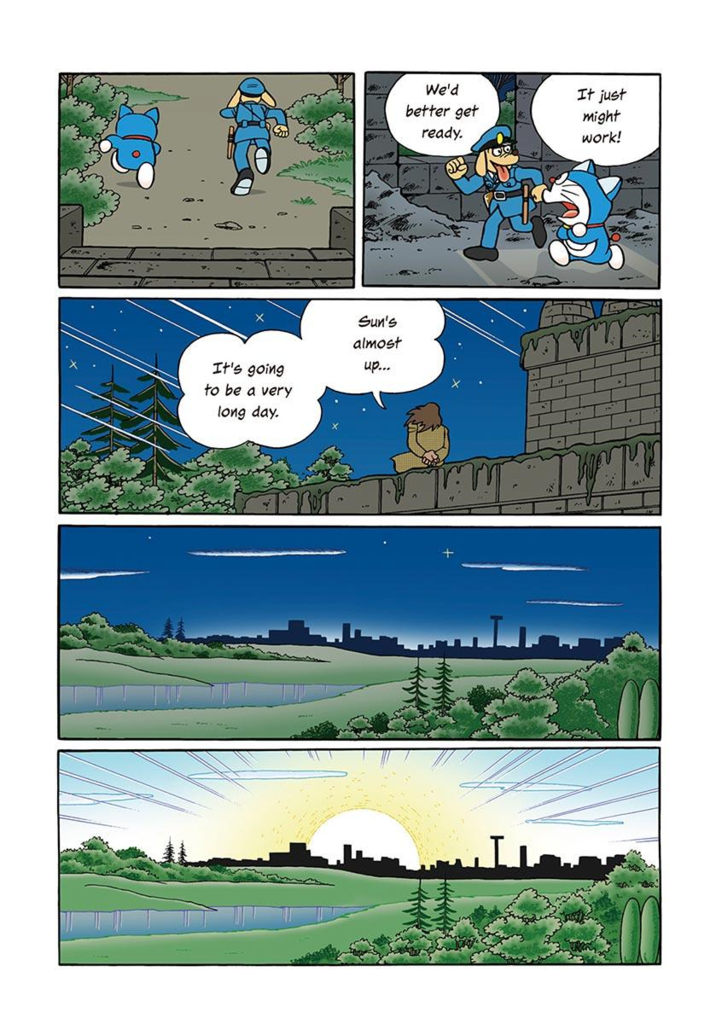 It just
might
work!
We'd
better get
ready.
Sun's
almost
up...
It's going
to be a very
long day.